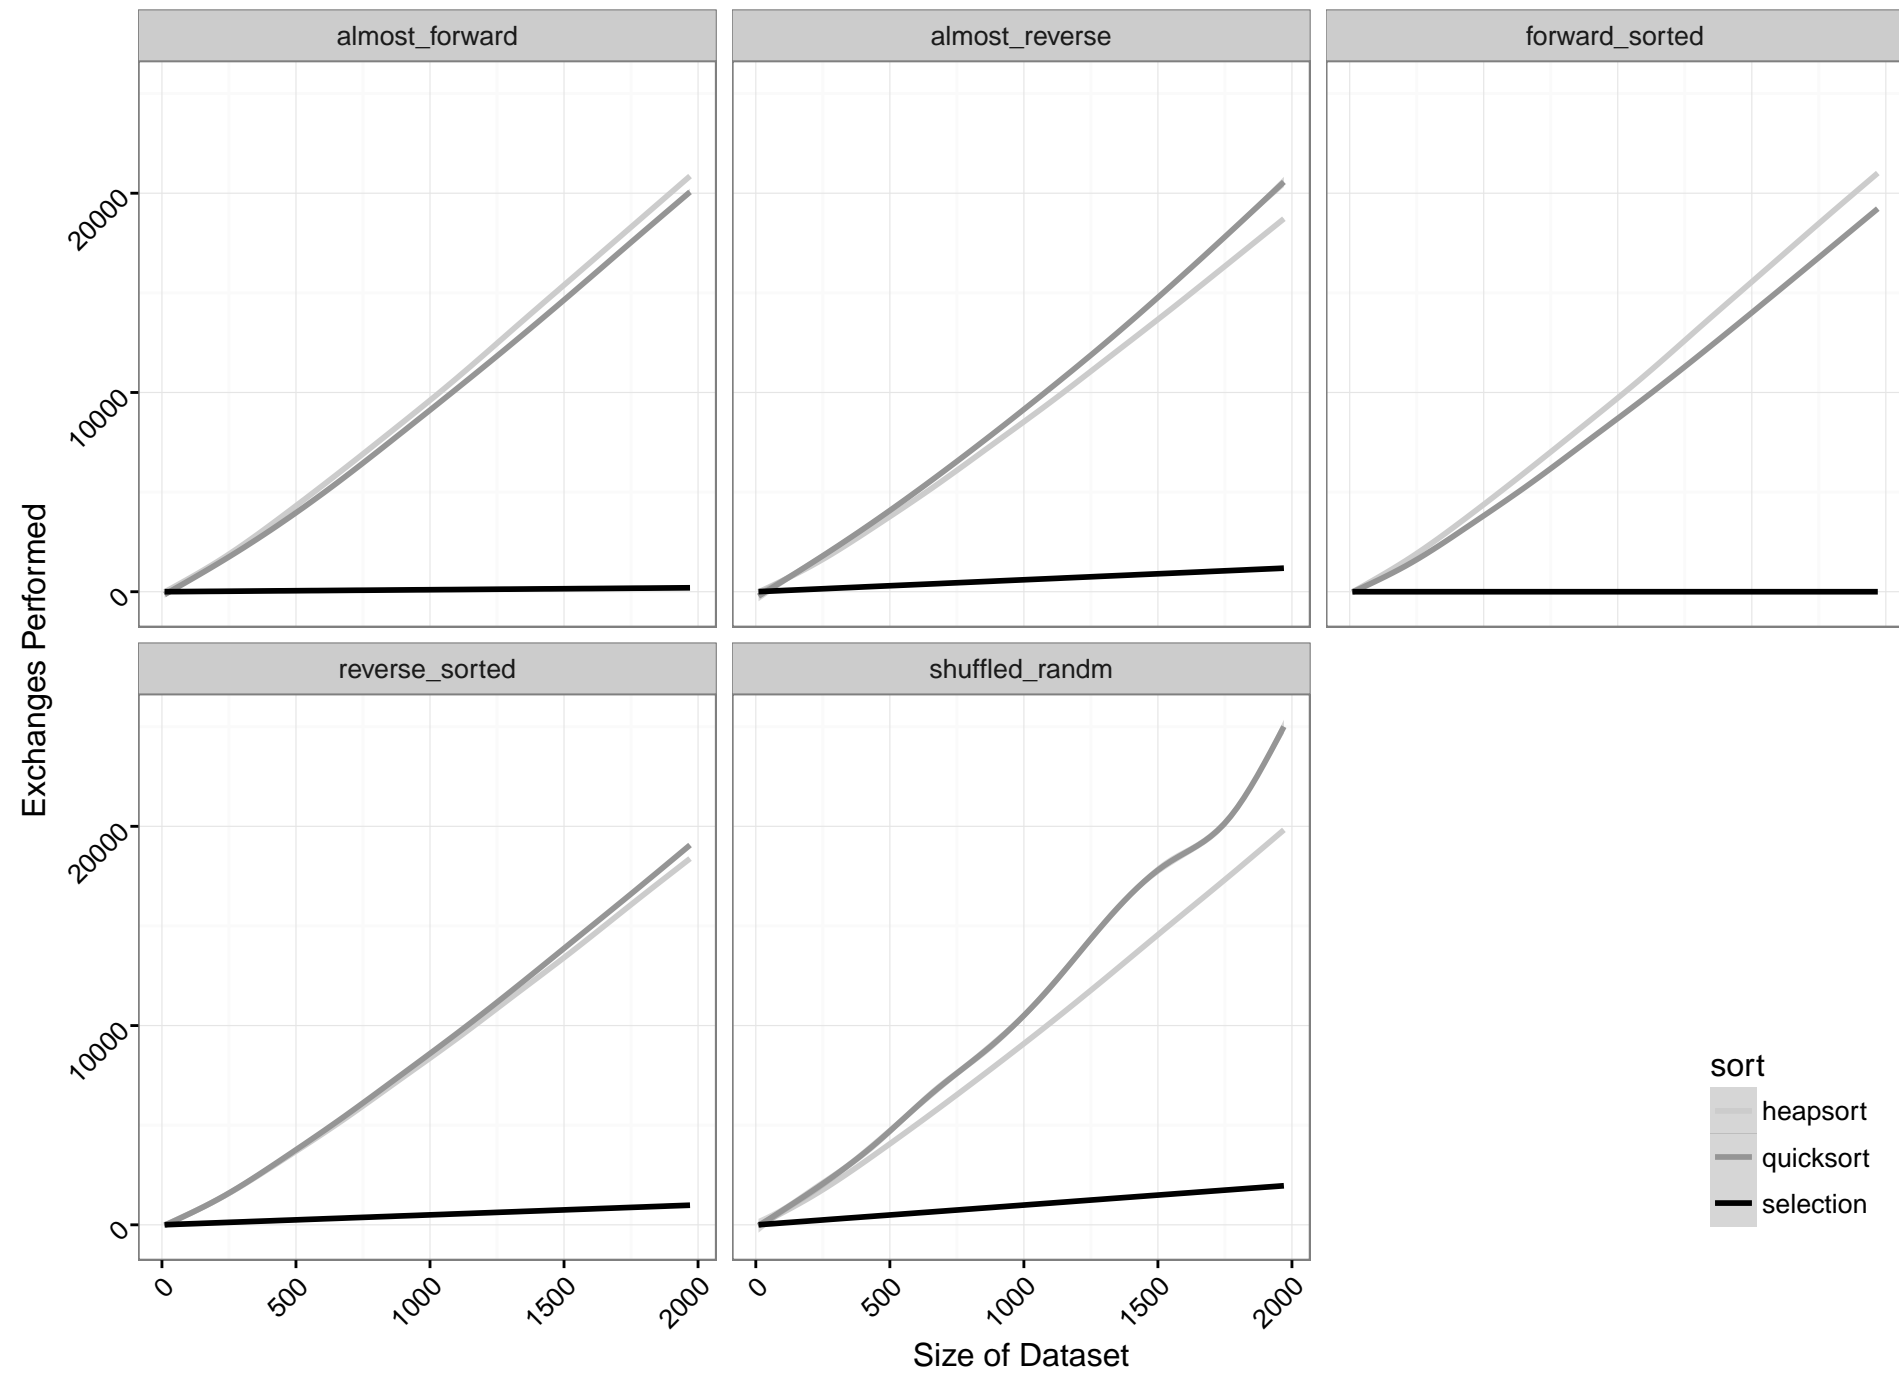 almost_forward
almost_reverse
forward_sorted
20000
10000
0
reverse_sorted
shuffled_randm
20000
10000
0
0
500
1000
1500
2000
0
500
1000
1500
2000
Exchanges Performed
Size of Dataset
sort
heapsort
quicksort
selection